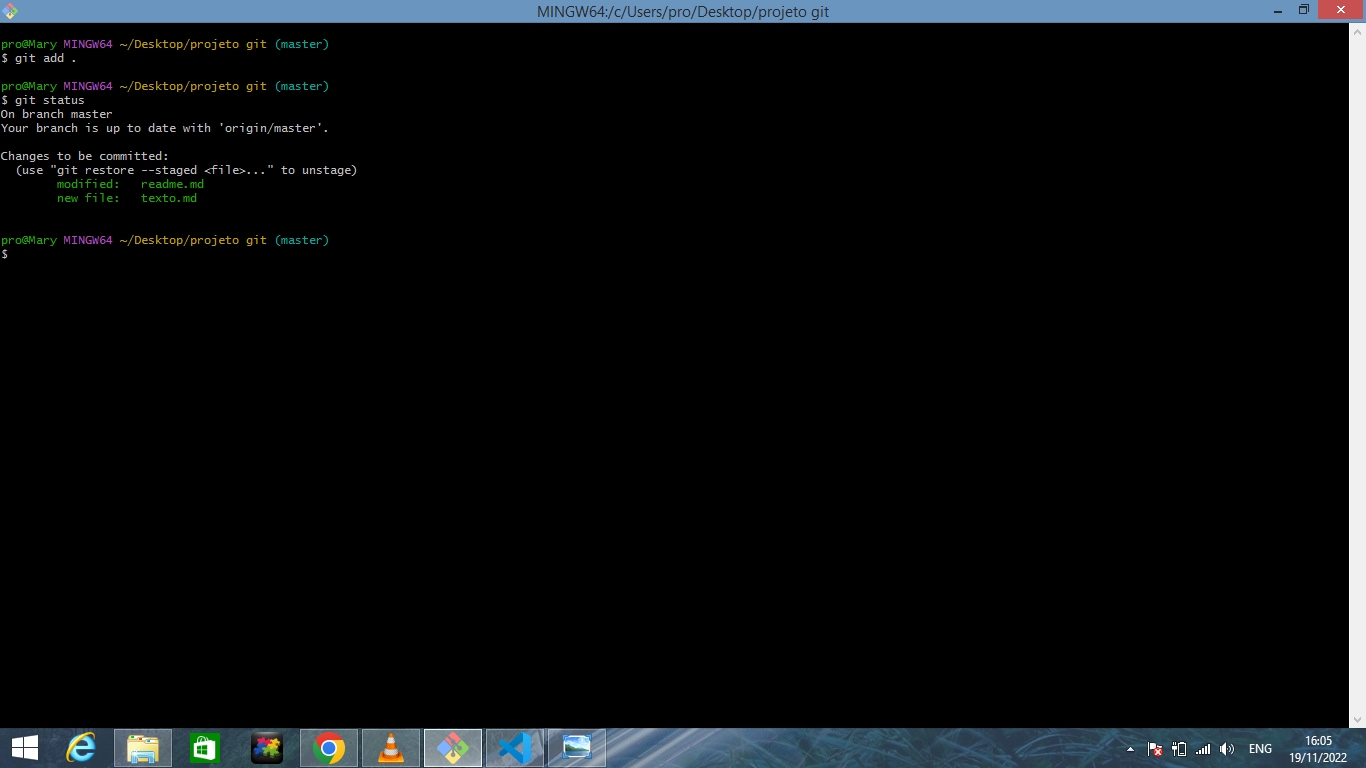 MINGW64:/c/Users/pro/Desktop/projeto git
pro@Mary MINGW64 ~/Desktop/projeto git (master)
$ git add .
pro@Mary MINGW64 ~/Desktop/projeto git (master)
$ git status
On branch master
Your branch is up to date with 'origin/master'.
Changes to be committed:
(use "git restore --staged <file>..." to unstage)
modified: readme.md
new file: texto.md
pro@Mary MINGW64 ~/Desktop/projeto git (master)
$
ENG
16:05
19/11/2022